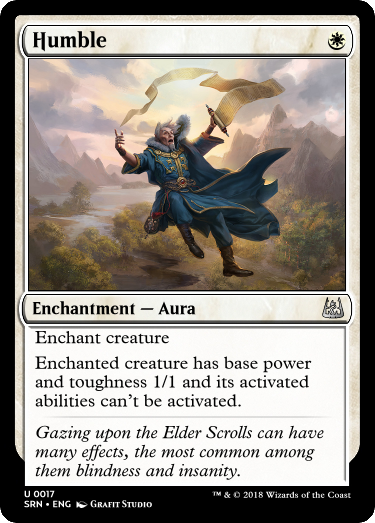 Humble
Enchantment — Aura
Enchant creature
Enchanted creature has base power
and toughness 1/1 and its activated
abilities can't be activated.
Gazing upon the Elder Scrolls can have
many effects, the most common among
them blindness and insanity.
U 0017
SRN • ENG Grafit Studio
™ & © 2018 Wizards of the Coast